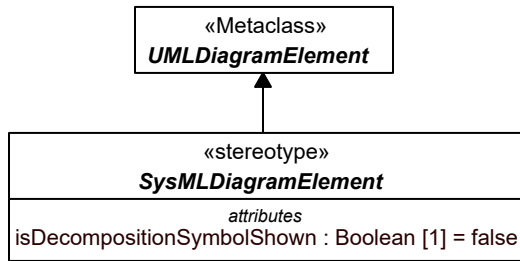 «Metaclass»
UMLDiagramElement
«stereotype»
SysMLDiagramElement
attributes
isDecompositionSymbolShown : Boolean [1] = false